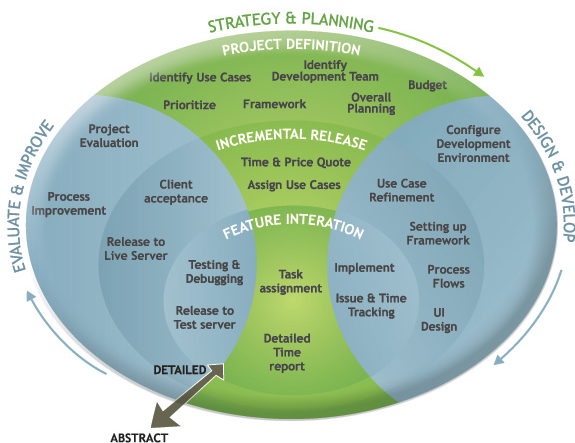 STRATEGY & PLANNING
PROJECT DEFINITION
Identify Use Cases
Identify
Development Team
Budget
Prioritize
Framework
Overall
Planning
EVALUATE & IMPROVE
DESIGN & DEVELOP
Project
Evaluation
INCREMENTAL RELEASE
Configure
Development
Environment
Time & Price Quote
Assign Use Cases
Process
Improvement
Client
acceptance
Use Case
Refinement
FEATURE INTERATION
Release to
Live Server
Setting up
Framework
Testing &
Debugging
Task
assignment
Implement
Process
Flows
Release to
Test server
Issue & Time
Tracking
UI
Design
Detailed
Time
report
DETAILED
ABSTRACT